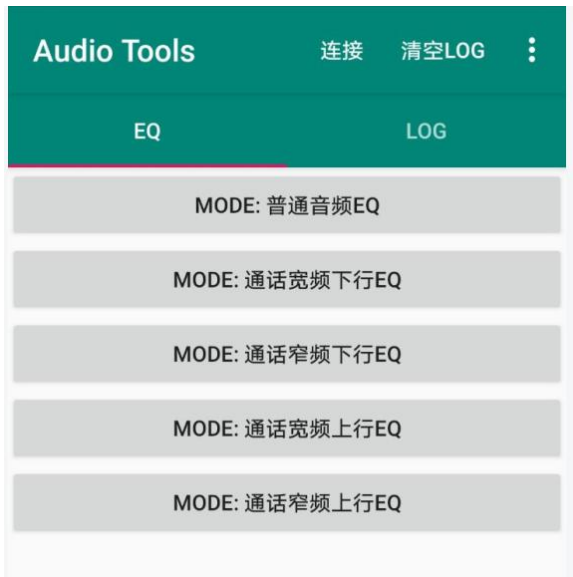 Audio Tools 连接 清空LOG
EQ LOG
MODE: 普通音频EQ
MODE: 通话宽频下行EQ
MODE: 通话窄频下行EQ
MODE: 通话宽频上行EQ
MODE: 通话窄频上行EQ